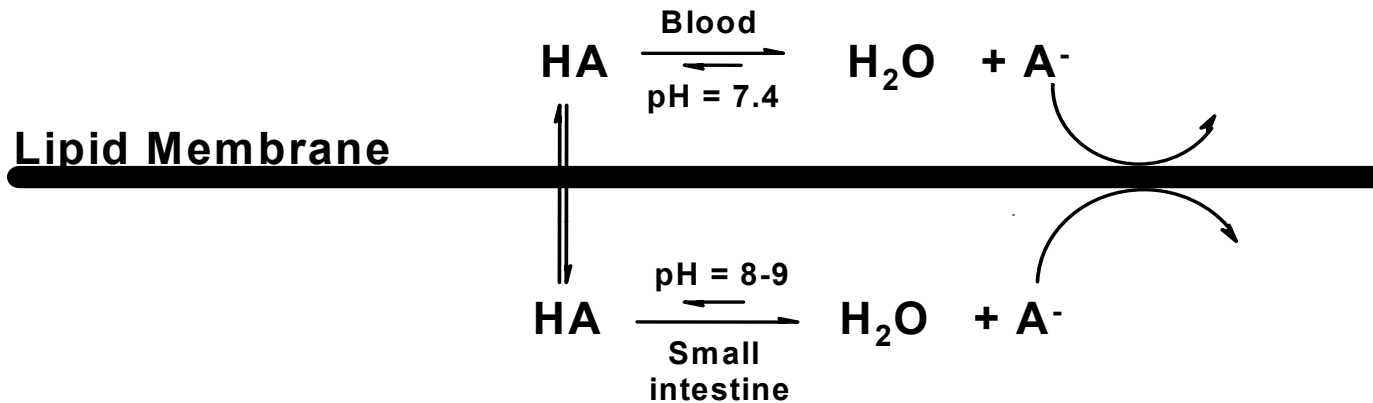 Blood
HA H₂O + A⁻
pH = 7.4
Lipid Membrane
pH = 8-9
HA H₂O + A⁻
Small
intestine